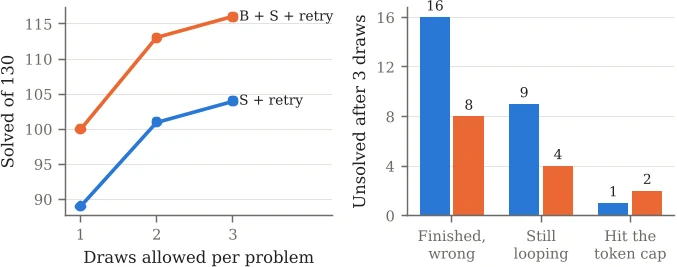 Solved of 130
115
110
105
100
95
90
B + S + retry
S + retry
1
2
3
Draws allowed per problem
Unsolved after 3 draws
16
12
8
4
0
16
8
9
4
1
2
Finished,
wrong
Still
looping
Hit the
token cap